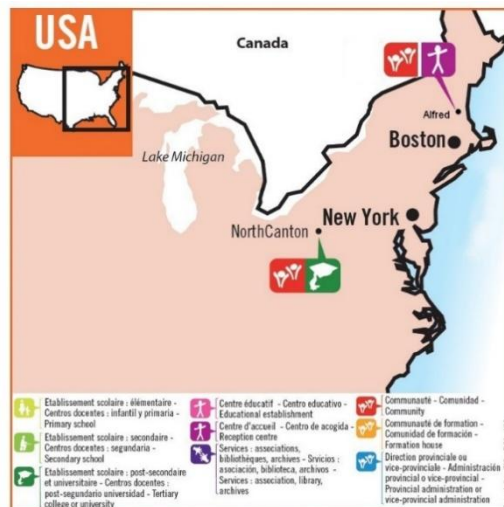 USA
Canada
Alfred
Boston
Lake Michigan
New York
NorthCanton
Etablissement scolaire : élémentaire -
Centros docentes : infantil y primaria -
Primary school
Etablissement scolaire : secondaire -
Centros docentes : segundaria -
Secondary school
Etablissement scolaire : post-secondaire
et universitaire - Centros docentes :
post-segundario universidad - Tertiary
college or university
Centre éducatif - Centro educativo -
Educational establishment
Centre d'accueil - Centro de acogida -
Reception centre
Services : associations,
bibliothèques, archives - Srvicios :
asociación, biblioteca, archivos -
Services : association, library,
archives
Communauté - Comunidad -
Community
Communauté de formation -
Comunidad de formación -
Formation house
Direction provinciale ou
vice-provinciale - Administración
provincial o vice-provincial -
Provincial administration or
vice-provincial administration